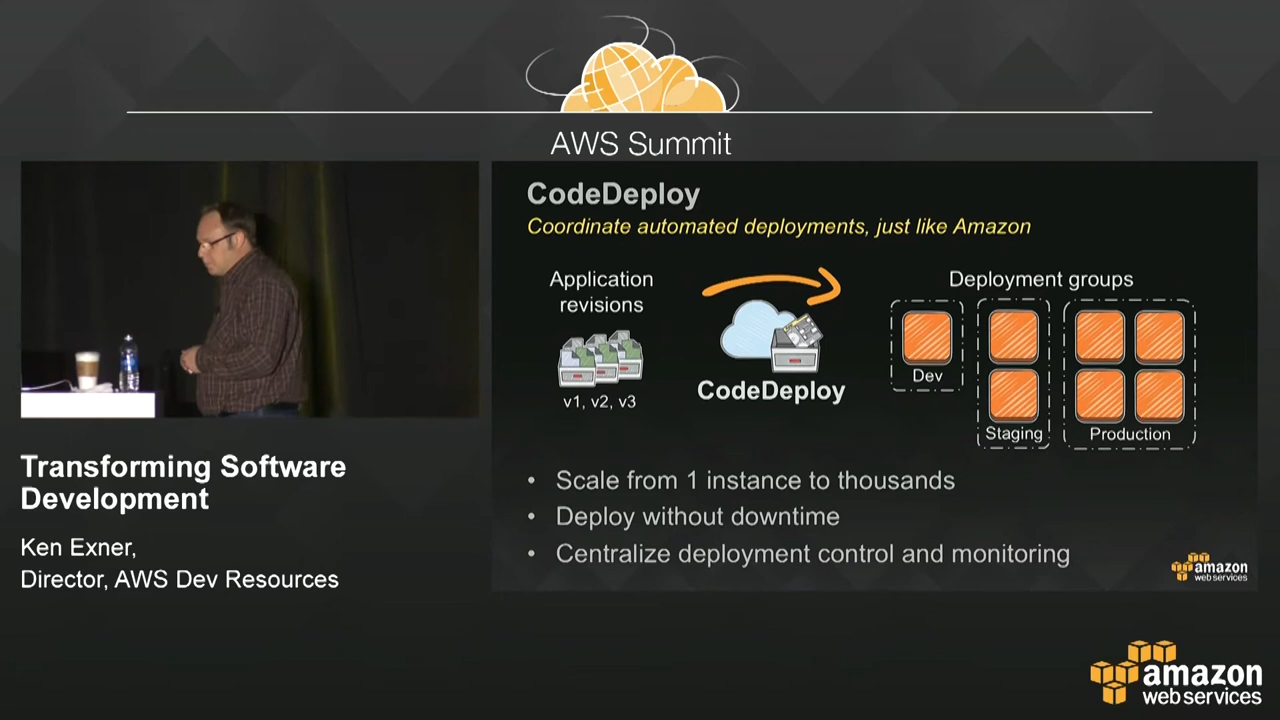 AWS Summit
CodeDeploy
Coordinate automated deployments, just like Amazon
Application
revisions
v1, v2, v3
CodeDeploy
Deployment groups
Dev
Staging
Production
• Scale from 1 instance to thousands
• Deploy without downtime
• Centralize deployment control and monitoring
amazon
web services
Transforming Software
Development
Ken Exner,
Director, AWS Dev Resources
amazon
web services